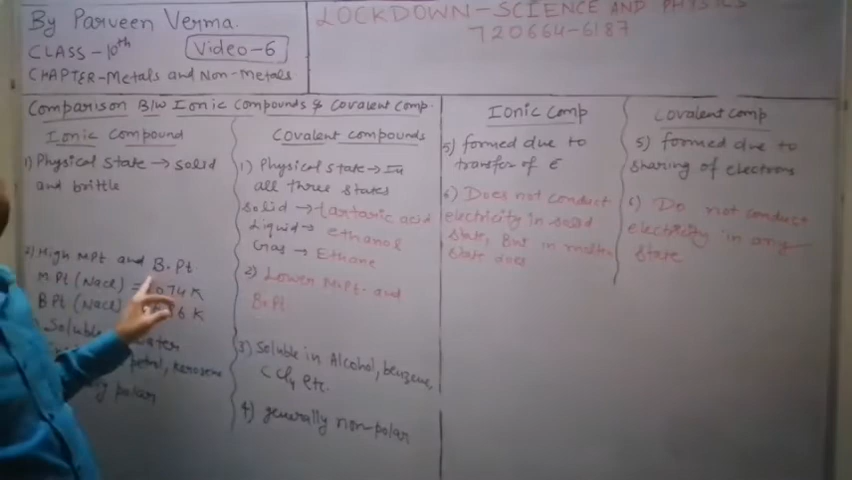 By Parveen Verma.
CLASS-10th
Video-6
CHAPTER-Metals and Non-metals
LOCKDOWN-SCIENCE AND PHYSICS
720664-6187
Comparison B/W Ionic Compounds & Covalent Comp.
Ionic Compound
1) Physical state → solid
and brittle
2) High M.Pt and B.Pt
M.Pt (Nacl) = 1074 K
B.Pt (Nacl)
Soluble water
petrol, kerosene
polar
Covalent compounds
1) Physical state → In
all three states
solid → tartaric acid
Liquid → ethanol
Gas → Ethane
2) Lower M.Pt. and
B.Pt
3) Soluble in Alcohol, benzene,
CCl4 etc.
4) generally non-polar
Ionic Comp
5) formed due to
transfer of e-
6) Does not conduct
electricity in solid
state, But in molten
state does
Covalent Comp
5) formed due to
sharing of electrons
6) Do not conduct
electricity in any
state